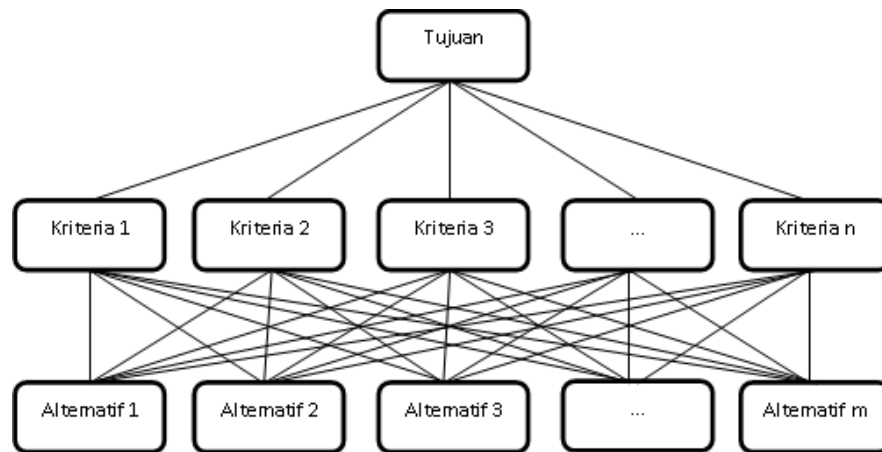 Tujuan
Kriteria 1
Kriteria 2
Kriteria 3
...
Kriteria n
Alternatif 1
Alternatif 2
Alternatif 3
...
Alternatif m